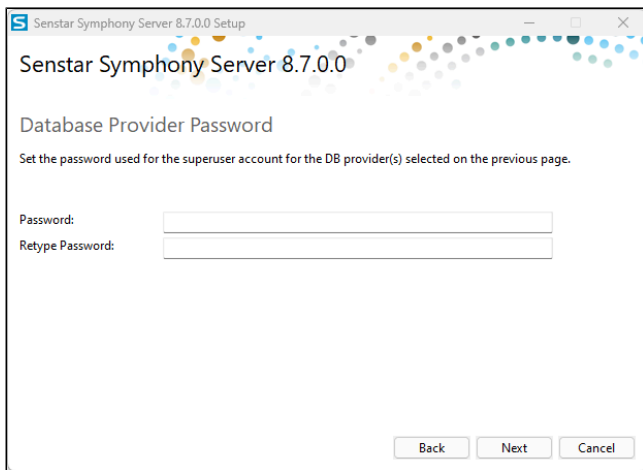 Senstar Symphony Server 8.7.0.0 Setup
Senstar Symphony Server 8.7.0.0
Database Provider Password
Set the password used for the superuser account for the DB provider(s) selected on the previous page.
Password:
Retype Password:
Back Next Cancel